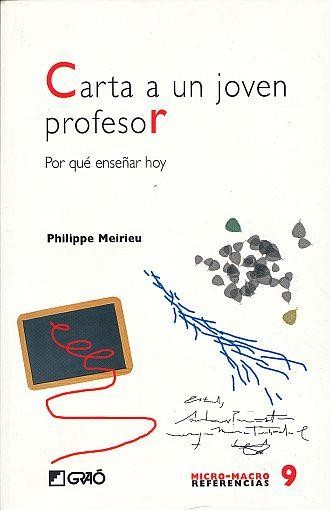 Carta a un joven
profesor
Por qué enseñar hoy
Philippe Meirieu
GRAÓ
MICRO-MACRO
REFERENCIAS 9